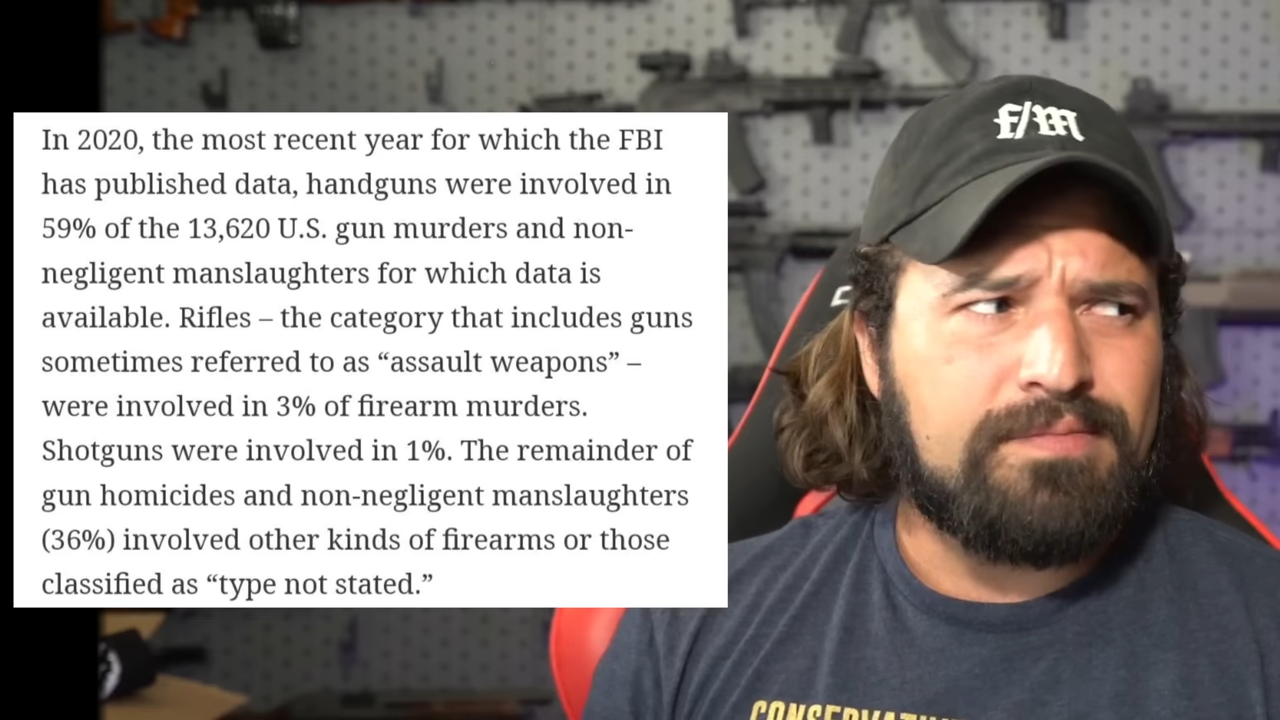 In 2020, the most recent year for which the FBI
has published data, handguns were involved in
59% of the 13,620 U.S. gun murders and non-
negligent manslaughters for which data is
available. Rifles – the category that includes guns
sometimes referred to as “assault weapons” –
were involved in 3% of firearm murders.
Shotguns were involved in 1%. The remainder of
gun homicides and non-negligent manslaughters
(36%) involved other kinds of firearms or those
classified as “type not stated.”
f/m